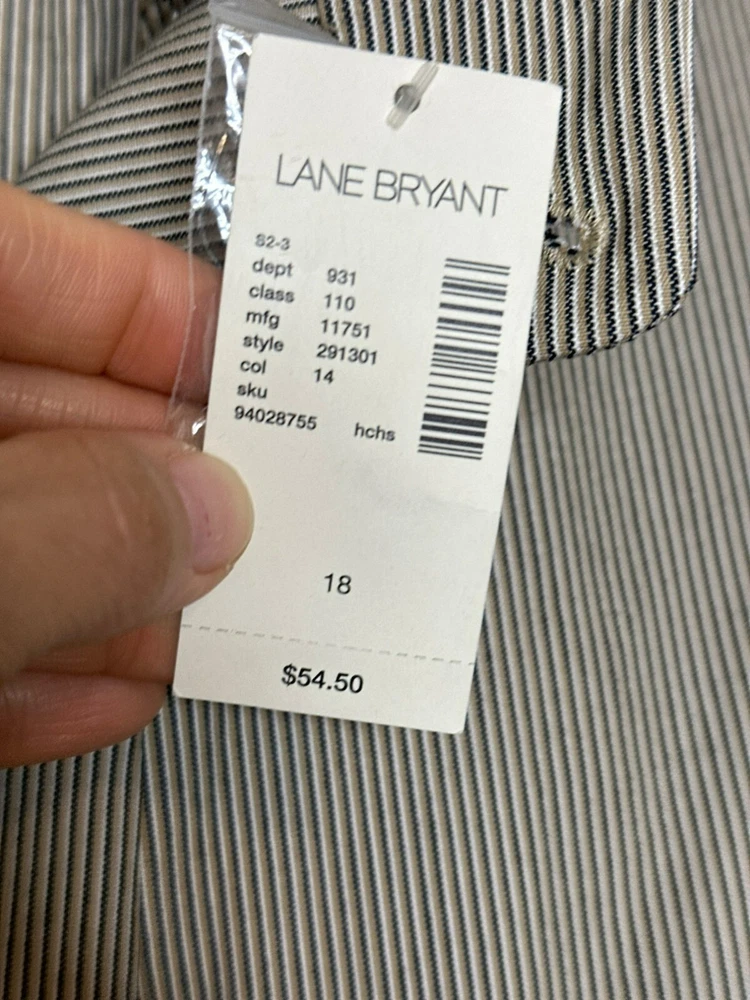 LANE BRYANT
S2-3
dept 931
class 110
mfg 11751
style 291301
col 14
sku
94028755 hchs
18
$54.50